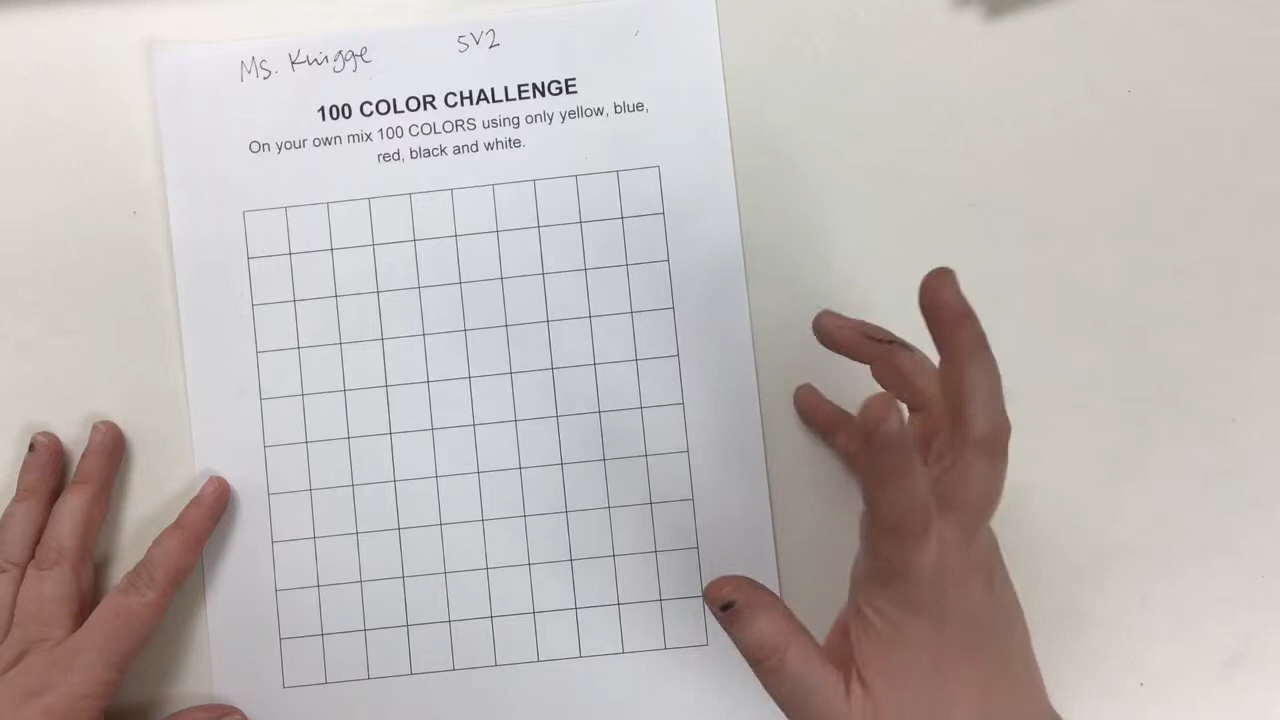 Ms. Knigge 5V2
100 COLOR CHALLENGE
On your own mix 100 COLORS using only yellow, blue,
red, black and white.